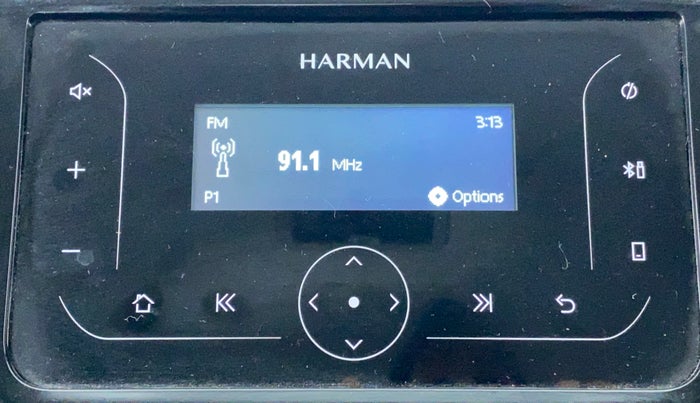 HARMAN
FM 3:13
91.1 MHz
P1 Options